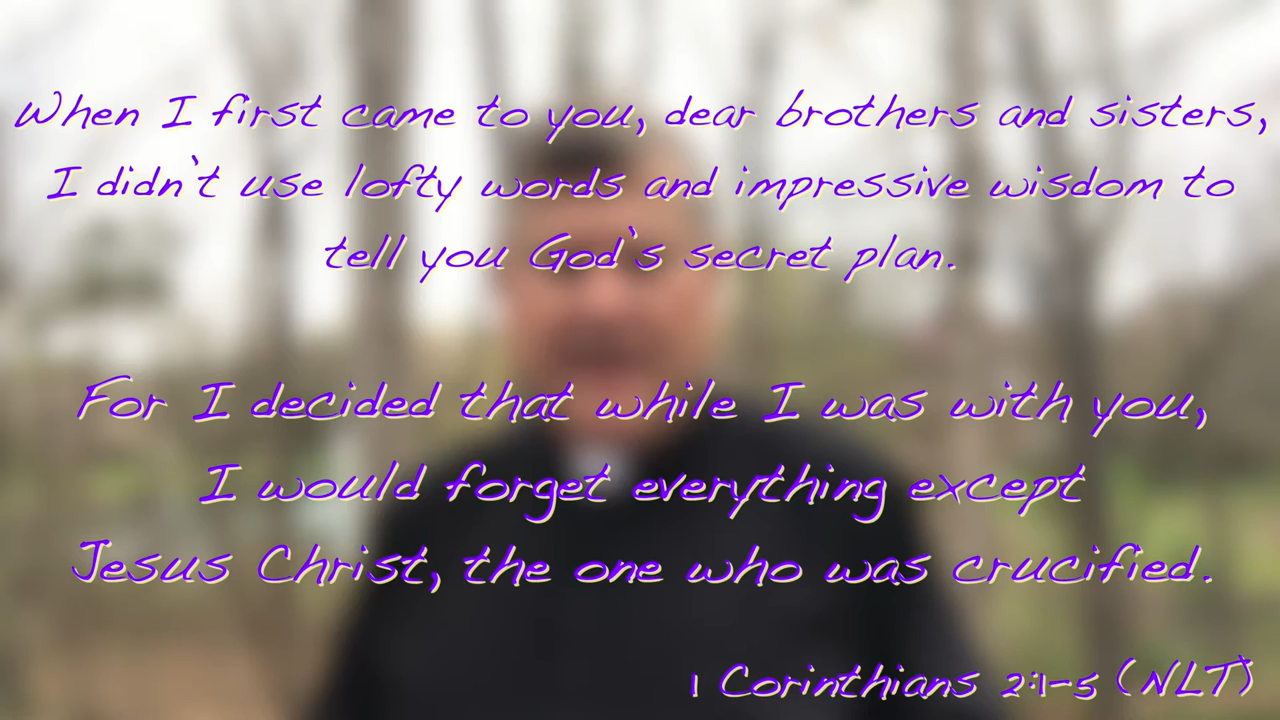 When I first came to you, dear brothers and sisters,
I didn't use lofty words and impressive wisdom to
tell you God's secret plan.
For I decided that while I was with you,
I would forget everything except
Jesus Christ, the one who was crucified.
1 Corinthians 2:1-5 (NLT)